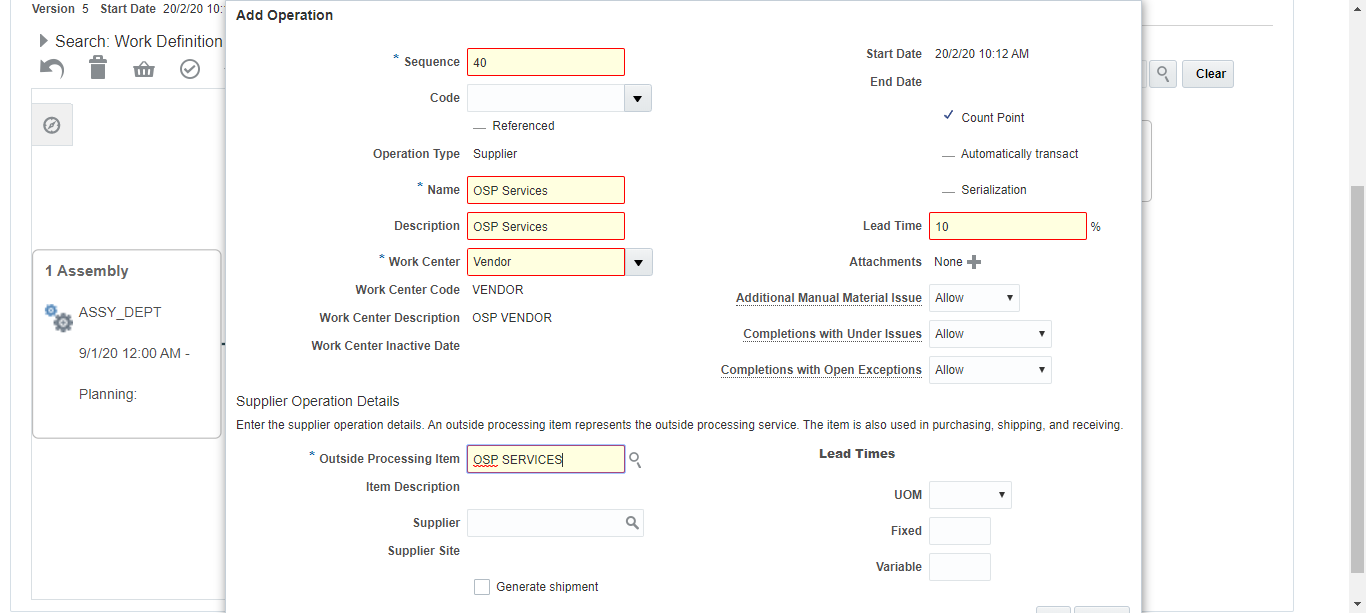 Version 5 Start Date 20/2/20 10:
Search: Work Definition
Clear
1 Assembly
ASSY_DEPT
9/1/20 12:00 AM -
Planning:
Add Operation
* Sequence 40
Code
Referenced
Operation Type Supplier
* Name OSP Services
Description OSP Services
* Work Center Vendor
Work Center Code VENDOR
Work Center Description OSP VENDOR
Work Center Inactive Date
Start Date 20/2/20 10:12 AM
End Date
Count Point
Automatically transact
Serialization
Lead Time 10 %
Attachments None
Additional Manual Material Issue Allow
Completions with Under Issues Allow
Completions with Open Exceptions Allow
Supplier Operation Details
Enter the supplier operation details. An outside processing item represents the outside processing service. The item is also used in purchasing, shipping, and receiving.
* Outside Processing Item OSP SERVICES
Item Description
Supplier
Supplier Site
Generate shipment
Lead Times
UOM
Fixed
Variable